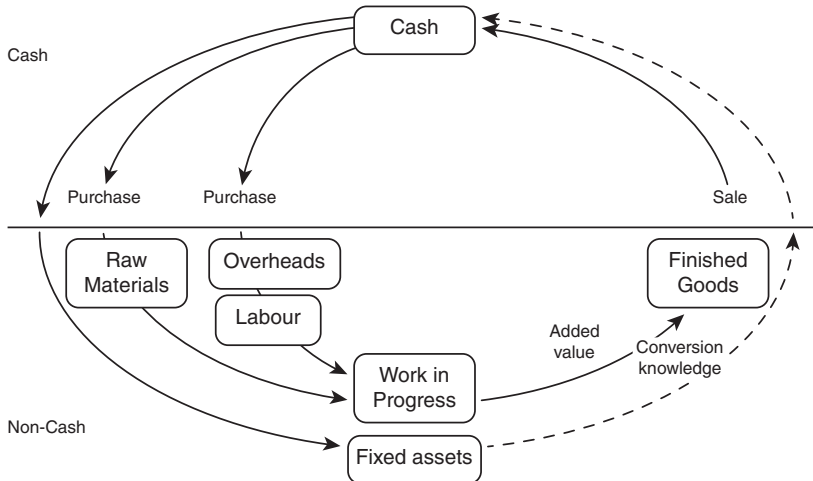 Cash
Cash
Purchase
Purchase
Sale
Raw
Materials
Overheads
Labour
Finished
Goods
Added
value
Conversion
knowledge
Work in
Progress
Non-Cash
Fixed assets